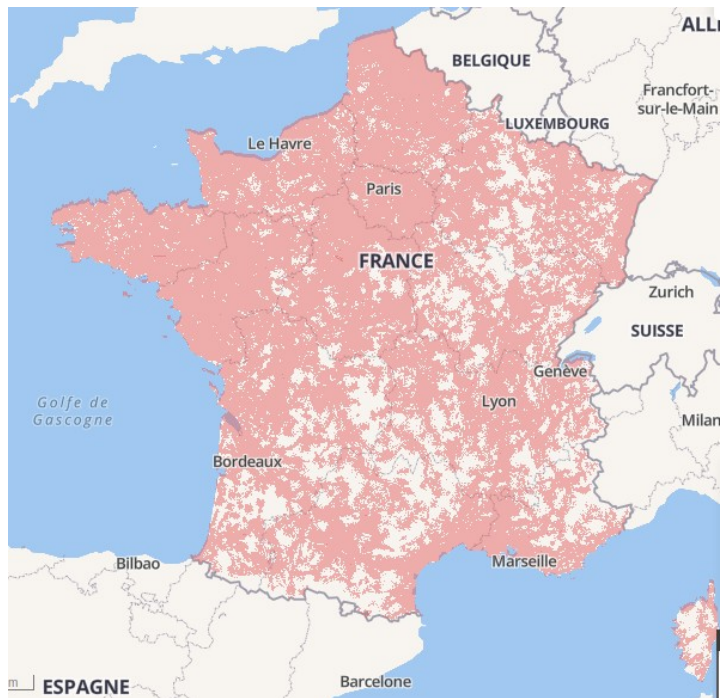 ALL
BELGIQUE
Francfort-
sur-le-Main
LUXEMBOURG
Le Havre
Paris
FRANCE
Zurich
SUISSE
Genève
Lyon
Milan
Golfe de
Gascogne
Bordeaux
Bilbao
Marseille
m
ESPAGNE
Barcelone